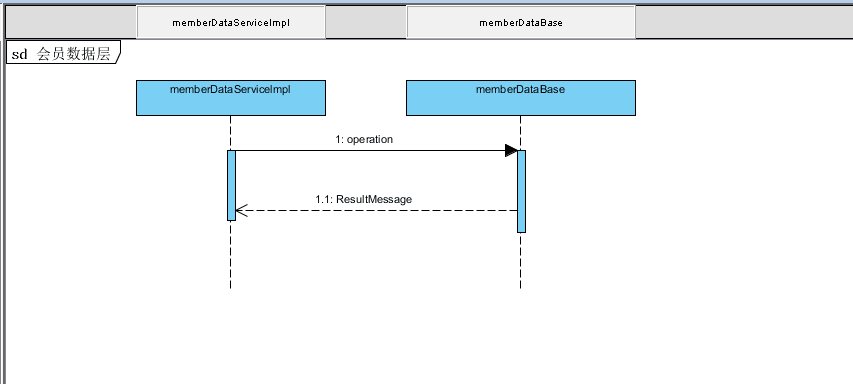 memberDataServiceImpl memberDataBase
sd 会员数据层
memberDataServiceImpl memberDataBase
1: operation
1.1: ResultMessage